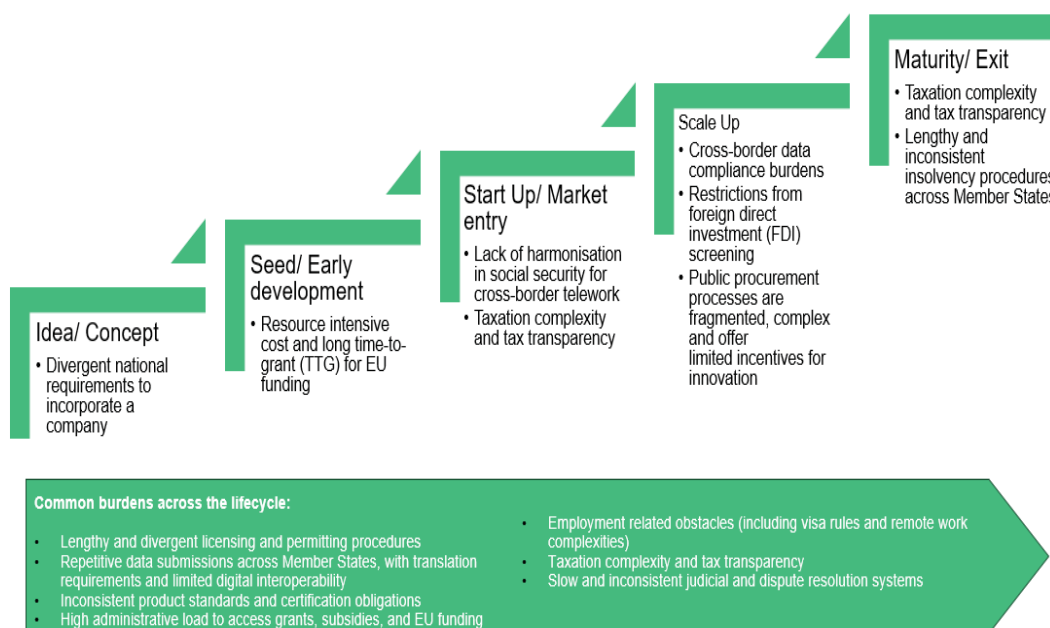 Idea/ Concept
• Divergent national
requirements to
incorporate a
company
Seed/ Early
development
• Resource intensive
cost and long time-to-
grant (TTG) for EU
funding
Start Up/ Market
entry
• Lack of harmonisation
in social security for
cross-border telework
• Taxation complexity
and tax transparency
Scale Up
• Cross-border data
compliance burdens
• Restrictions from
foreign direct
investment (FDI)
screening
• Public procurement
processes are
fragmented, complex
and offer
limited incentives for
innovation
Maturity/ Exit
• Taxation complexity
and tax transparency
• Lengthy and
inconsistent
insolvency procedures
across Member States
Common burdens across the lifecycle:
• Lengthy and divergent licensing and permitting procedures
• Repetitive data submissions across Member States, with translation
requirements and limited digital interoperability
• Inconsistent product standards and certification obligations
• High administrative load to access grants, subsidies, and EU funding
• Employment related obstacles (including visa rules and remote work
complexities)
• Taxation complexity and tax transparency
• Slow and inconsistent judicial and dispute resolution systems